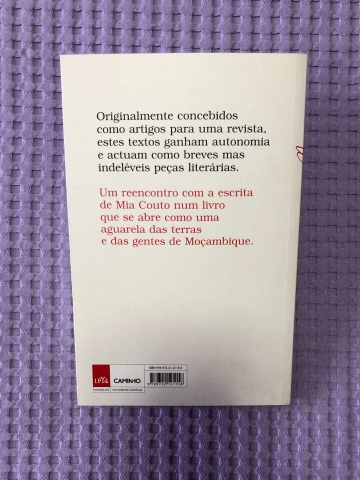 Originalmente concebidos
como artigos para uma revista,
estes textos ganham autonomia
e actuam como breves mas
indeléveis peças literárias.
Um reencontro com a escrita
de Mia Couto num livro
que se abre como uma
aguarela das terras
e das gentes de Moçambique.
LeYa CAMINHO